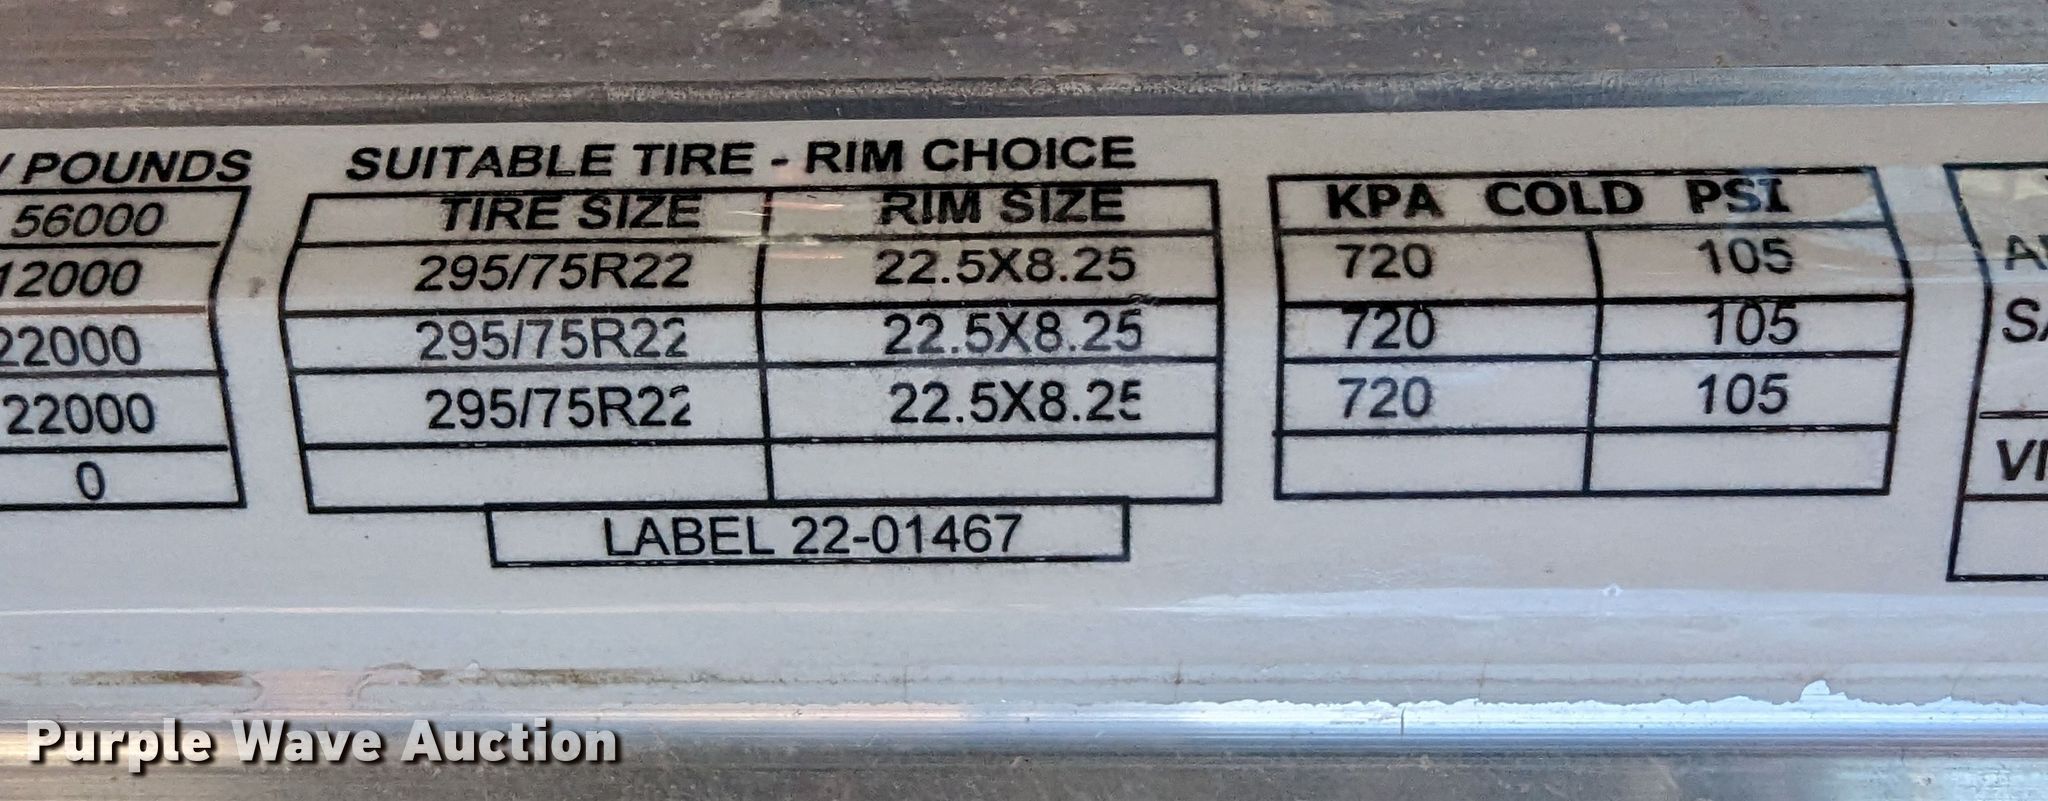 POUNDS SUITABLE TIRE - RIM CHOICE
56000 TIRE SIZE RIM SIZE KPA COLD PSI
12000 295/75R22 22.5X8.25 720 105
22000 295/75R22 22.5X8.25 720 105
22000 295/75R22 22.5X8.25 720 105
0
LABEL 22-01467
Purple Wave Auction